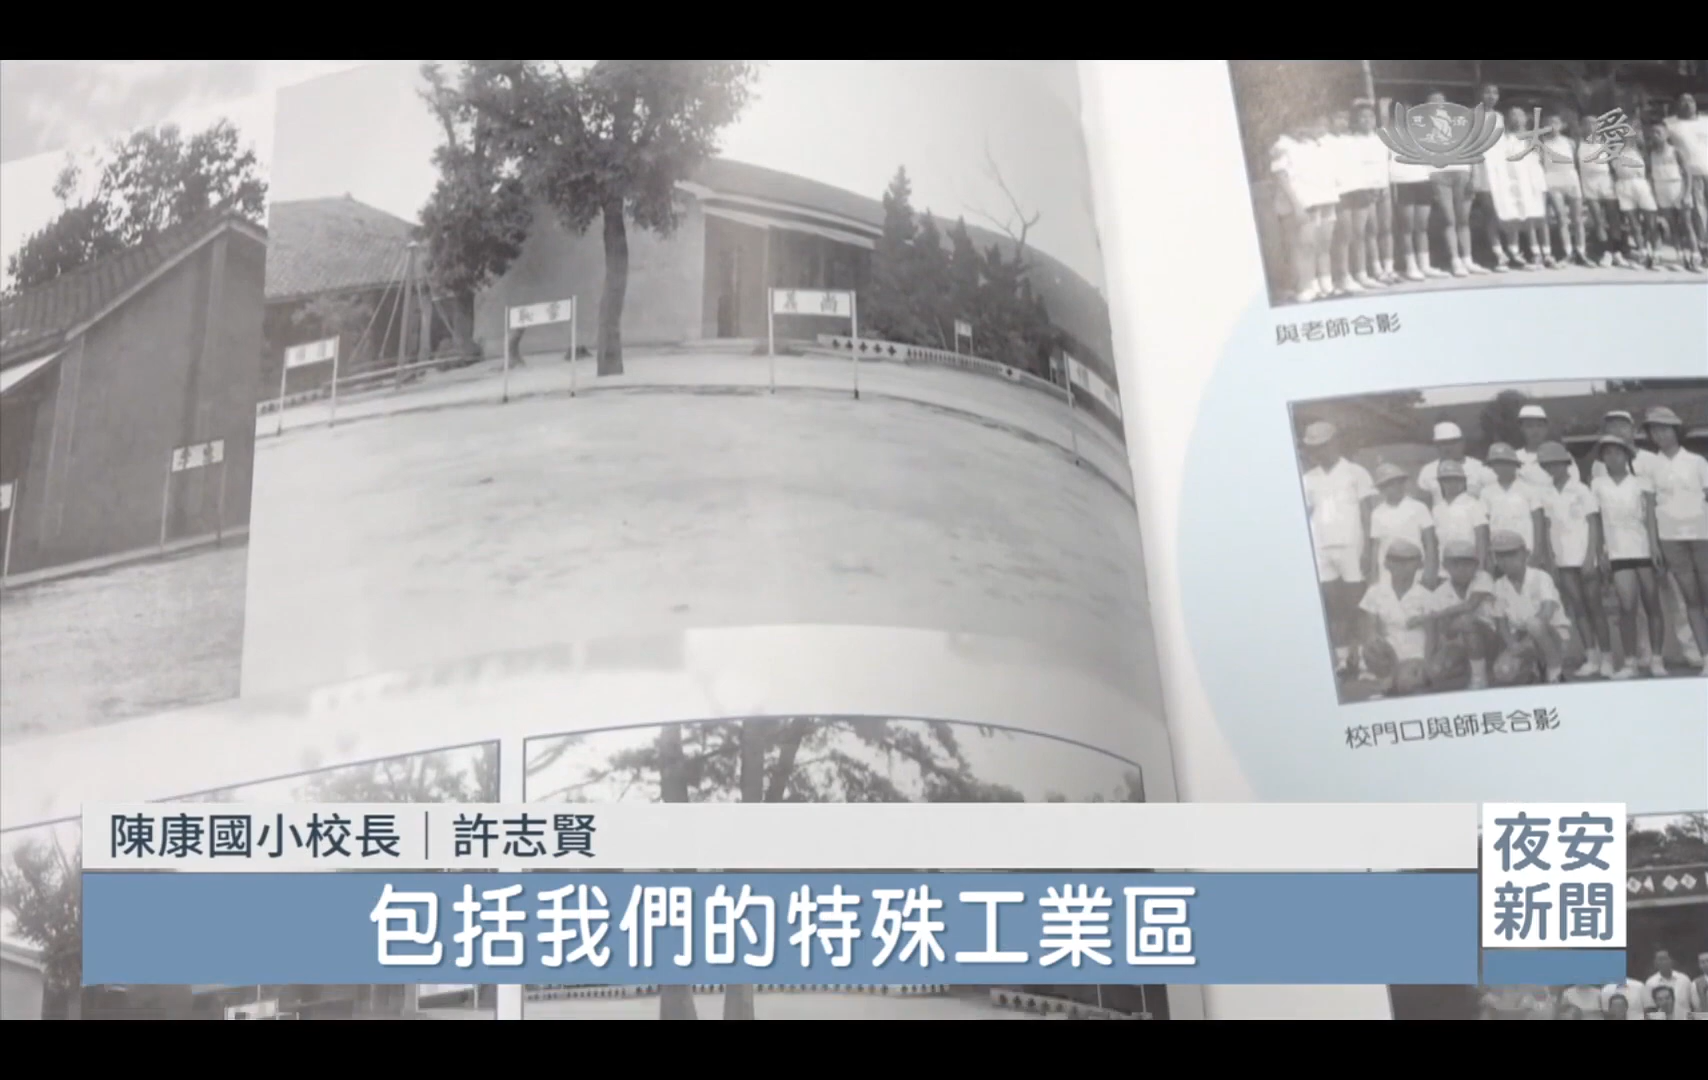 大愛
與老師合影
校門口與師長合影
陳康國小校長｜許志賢
包括我們的特殊工業區
夜安
新聞